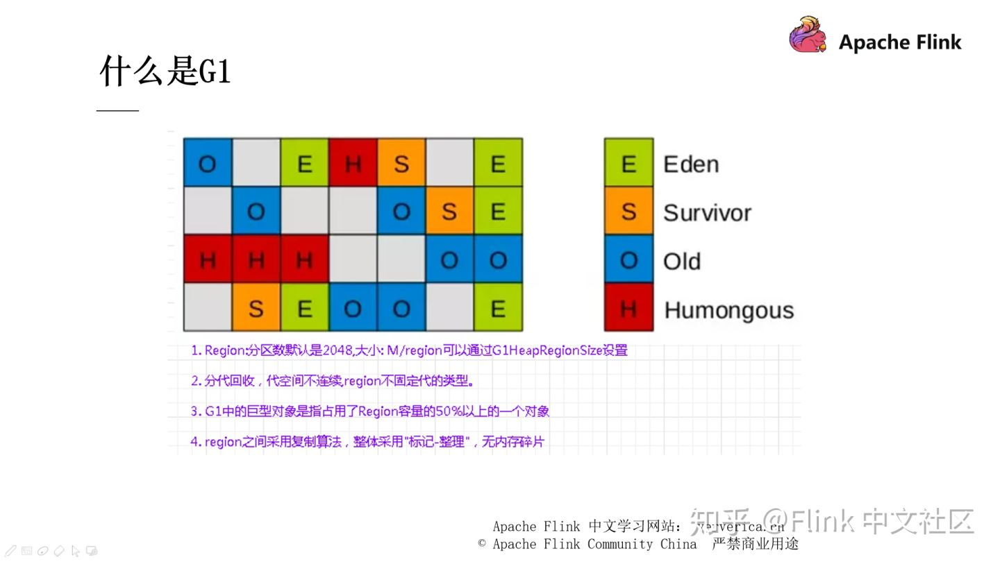 Apache Flink
什么是G1
O E H S E
O O S E
H H H O O
S E O O E
E Eden
S Survivor
O Old
H Humongous
1. Region:分区数默认是2048,大小: M/region可以通过G1HeapRegionSize设置
2. 分代回收，代空间不连续,region不固定代的类型。
3. G1中的巨型对象是指占用了Region容量的50%以上的一个对象
4. region之间采用复制算法，整体采用"标记-整理"，无内存碎片
Apache Flink 中文学习网站: ververica.cn
© Apache Flink Community China 严禁商业用途
知乎 @Flink 中文社区